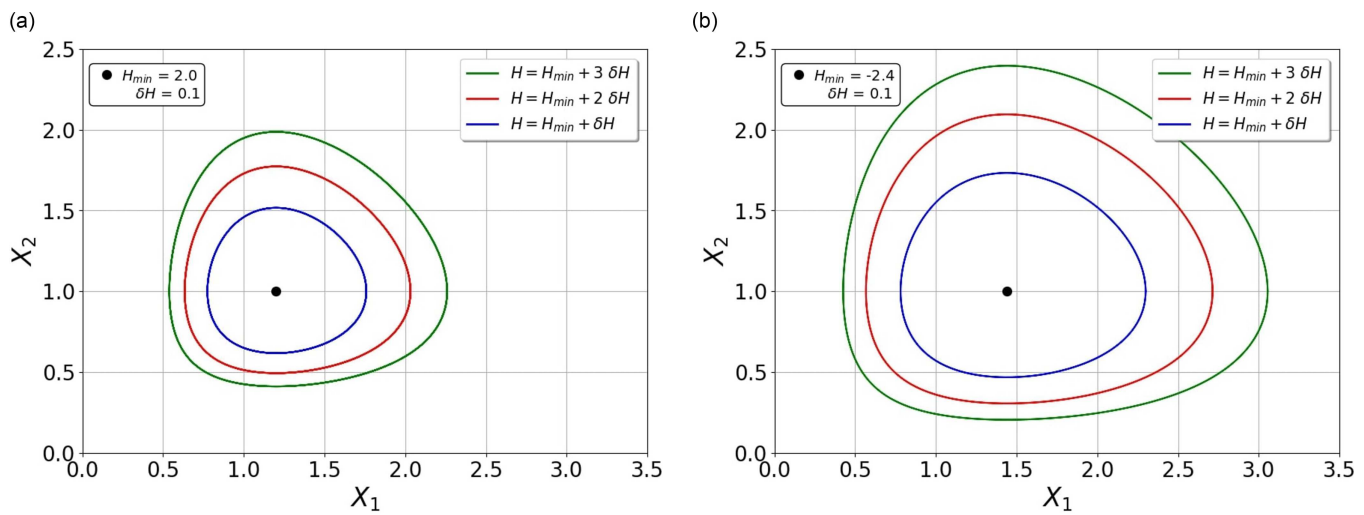 (a)
2.5
2.0
1.5
1.0
0.5
0.0
X₂
H_min = 2.0
δH = 0.1
H = H_min + 3 δH
H = H_min + 2 δH
H = H_min + δH
0.0 0.5 1.0 1.5 2.0 2.5 3.0 3.5
X₁
(b)
2.5
2.0
1.5
1.0
0.5
0.0
X₂
H_min = -2.4
δH = 0.1
H = H_min + 3 δH
H = H_min + 2 δH
H = H_min + δH
0.0 0.5 1.0 1.5 2.0 2.5 3.0 3.5
X₁